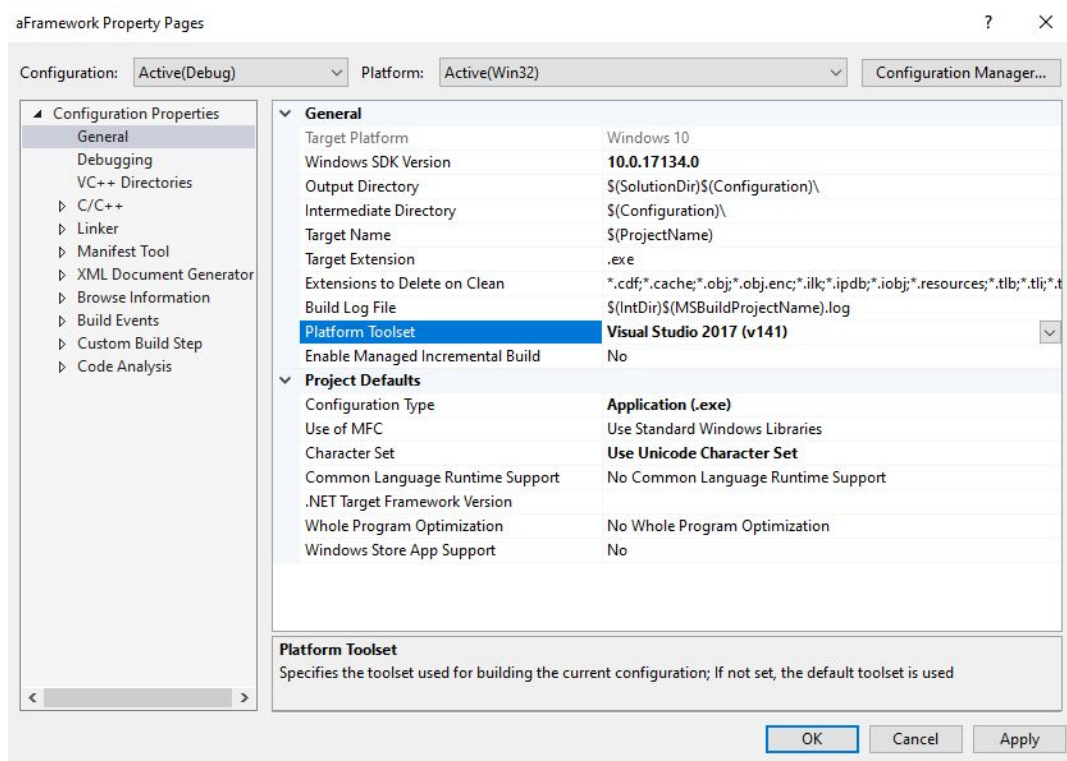 aFramework Property Pages ? ×
Configuration: Active(Debug) Platform: Active(Win32) Configuration Manager...
Configuration Properties
General
Debugging
VC++ Directories
C/C++
Linker
Manifest Tool
XML Document Generator
Browse Information
Build Events
Custom Build Step
Code Analysis
General
Target Platform Windows 10
Windows SDK Version 10.0.17134.0
Output Directory $(SolutionDir)$(Configuration)\
Intermediate Directory $(Configuration)\
Target Name $(ProjectName)
Target Extension .exe
Extensions to Delete on Clean *.cdf;*.cache;*.obj;*.obj.enc;*.ilk;*.ipdb;*.iobj;*.resources;*.tlb;*.tli;*.t
Build Log File $(IntDir)$(MSBuildProjectName).log
Platform Toolset Visual Studio 2017 (v141)
Enable Managed Incremental Build No
Project Defaults
Configuration Type Application (.exe)
Use of MFC Use Standard Windows Libraries
Character Set Use Unicode Character Set
Common Language Runtime Support No Common Language Runtime Support
.NET Target Framework Version
Whole Program Optimization No Whole Program Optimization
Windows Store App Support No
Platform Toolset
Specifies the toolset used for building the current configuration; If not set, the default toolset is used
OK Cancel Apply